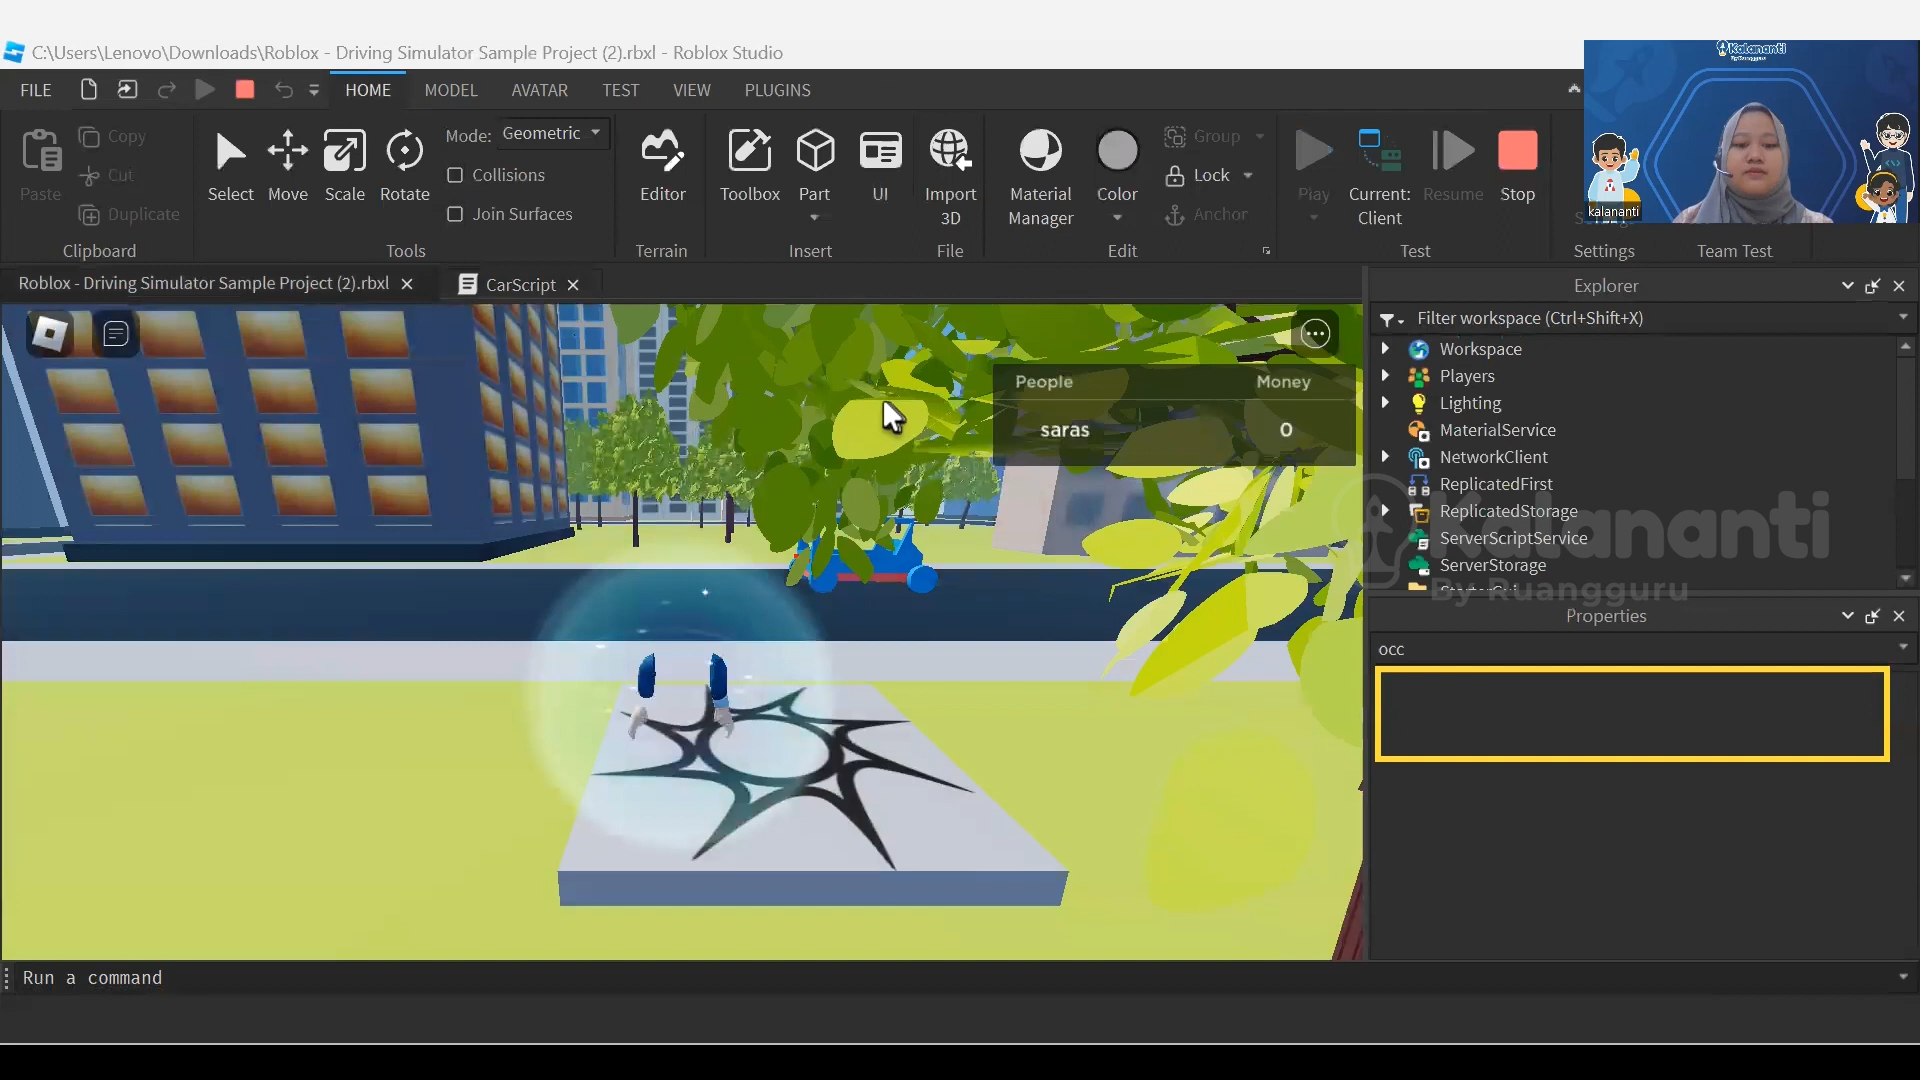 C:\Users\Lenovo\Downloads\Roblox - Driving Simulator Sample Project (2).rbxl - Roblox Studio
Kalananti
By Ruangguru
FILE
HOME
MODEL
AVATAR
TEST
VIEW
PLUGINS
Paste
Copy
Cut
Duplicate
Clipboard
Select
Move
Scale
Rotate
Mode: Geometric
Collisions
Join Surfaces
Tools
Editor
Terrain
Toolbox
Part
UI
Insert
Import
3D
File
Material
Manager
Color
Group
Lock
Anchor
Edit
Play
Current:
Client
Resume
Stop
Test
Settings
Team Test
kalananti
Roblox - Driving Simulator Sample Project (2).rbxl
CarScript
People Money
saras 0
Explorer
Filter workspace (Ctrl+Shift+X)
Workspace
Players
Lighting
MaterialService
NetworkClient
ReplicatedFirst
ReplicatedStorage
ServerScriptService
ServerStorage
Kalananti
By Ruangguru
Properties
occ
Run a command